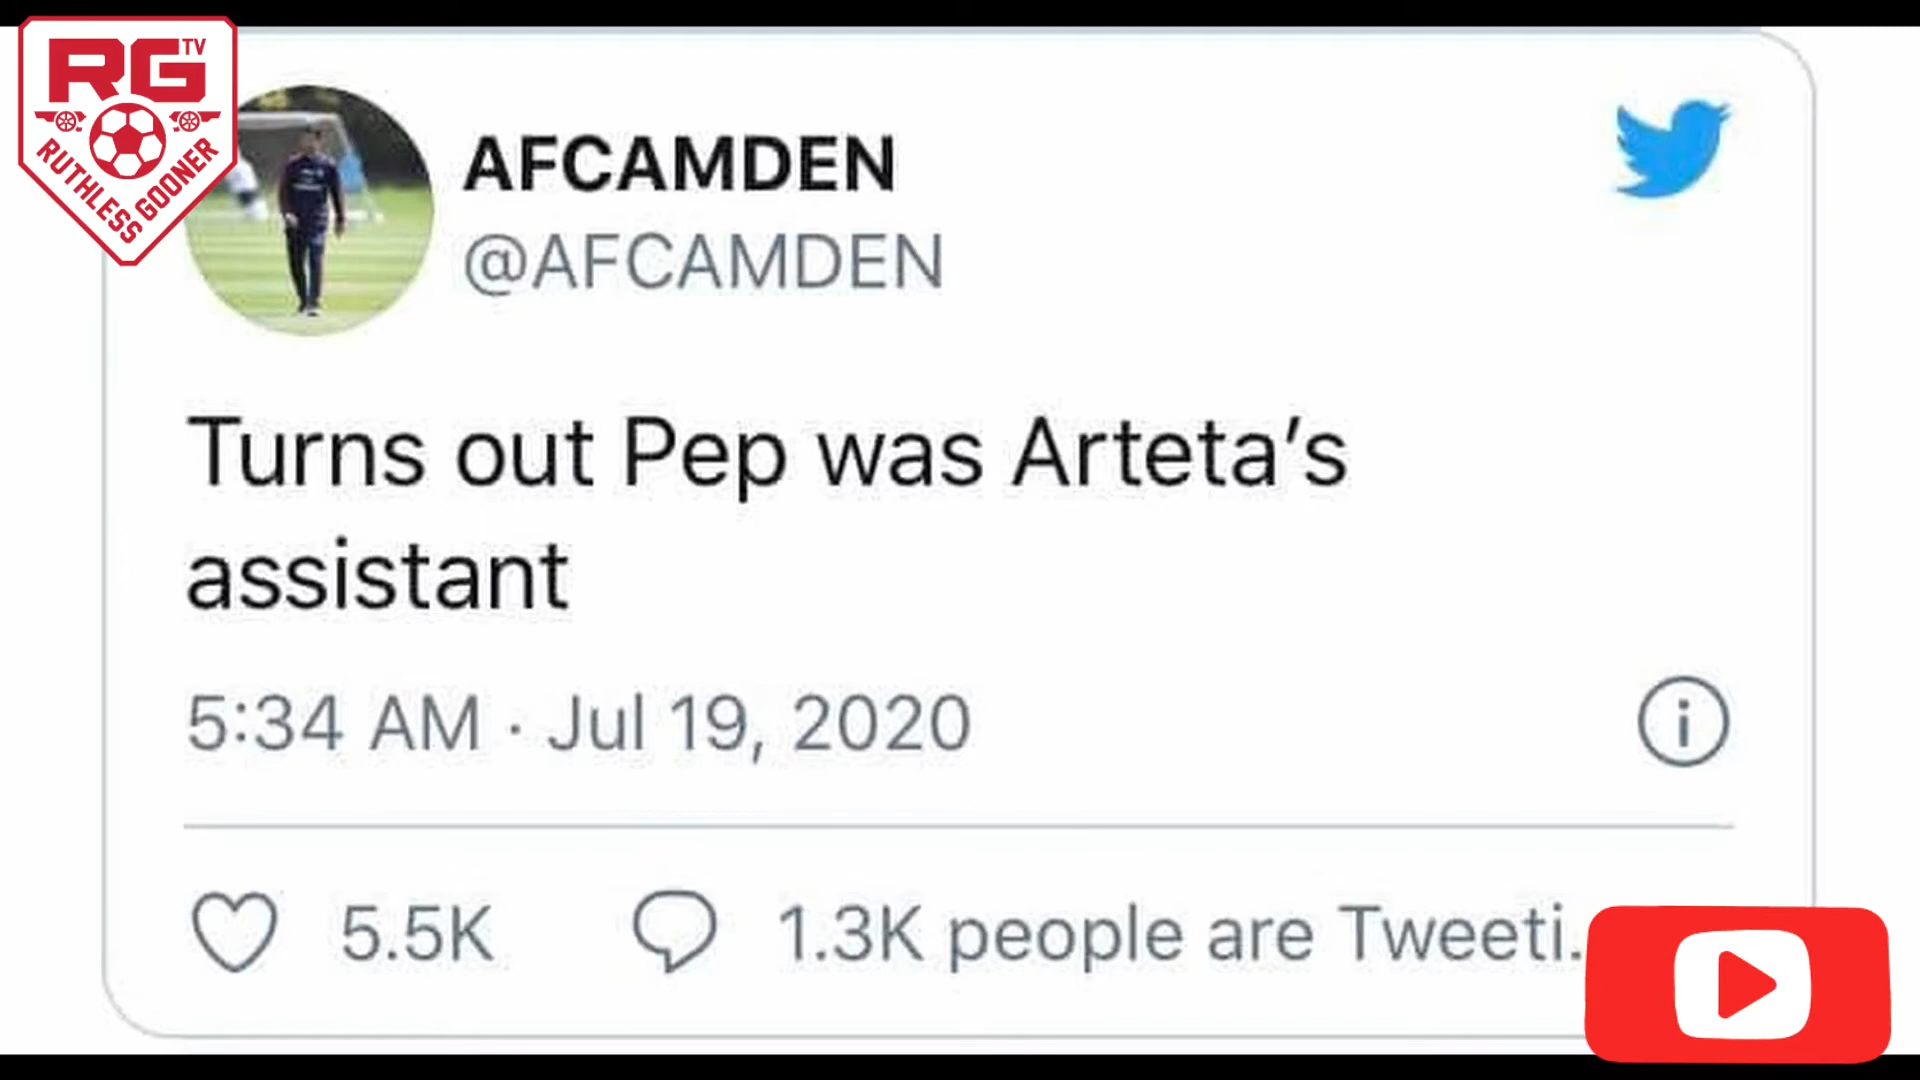 RG TV
RUTHLESS GOONER
AFCAMDEN
@AFCAMDEN
Turns out Pep was Arteta’s
assistant
5:34 AM · Jul 19, 2020
5.5K
1.3K people are Tweeti.